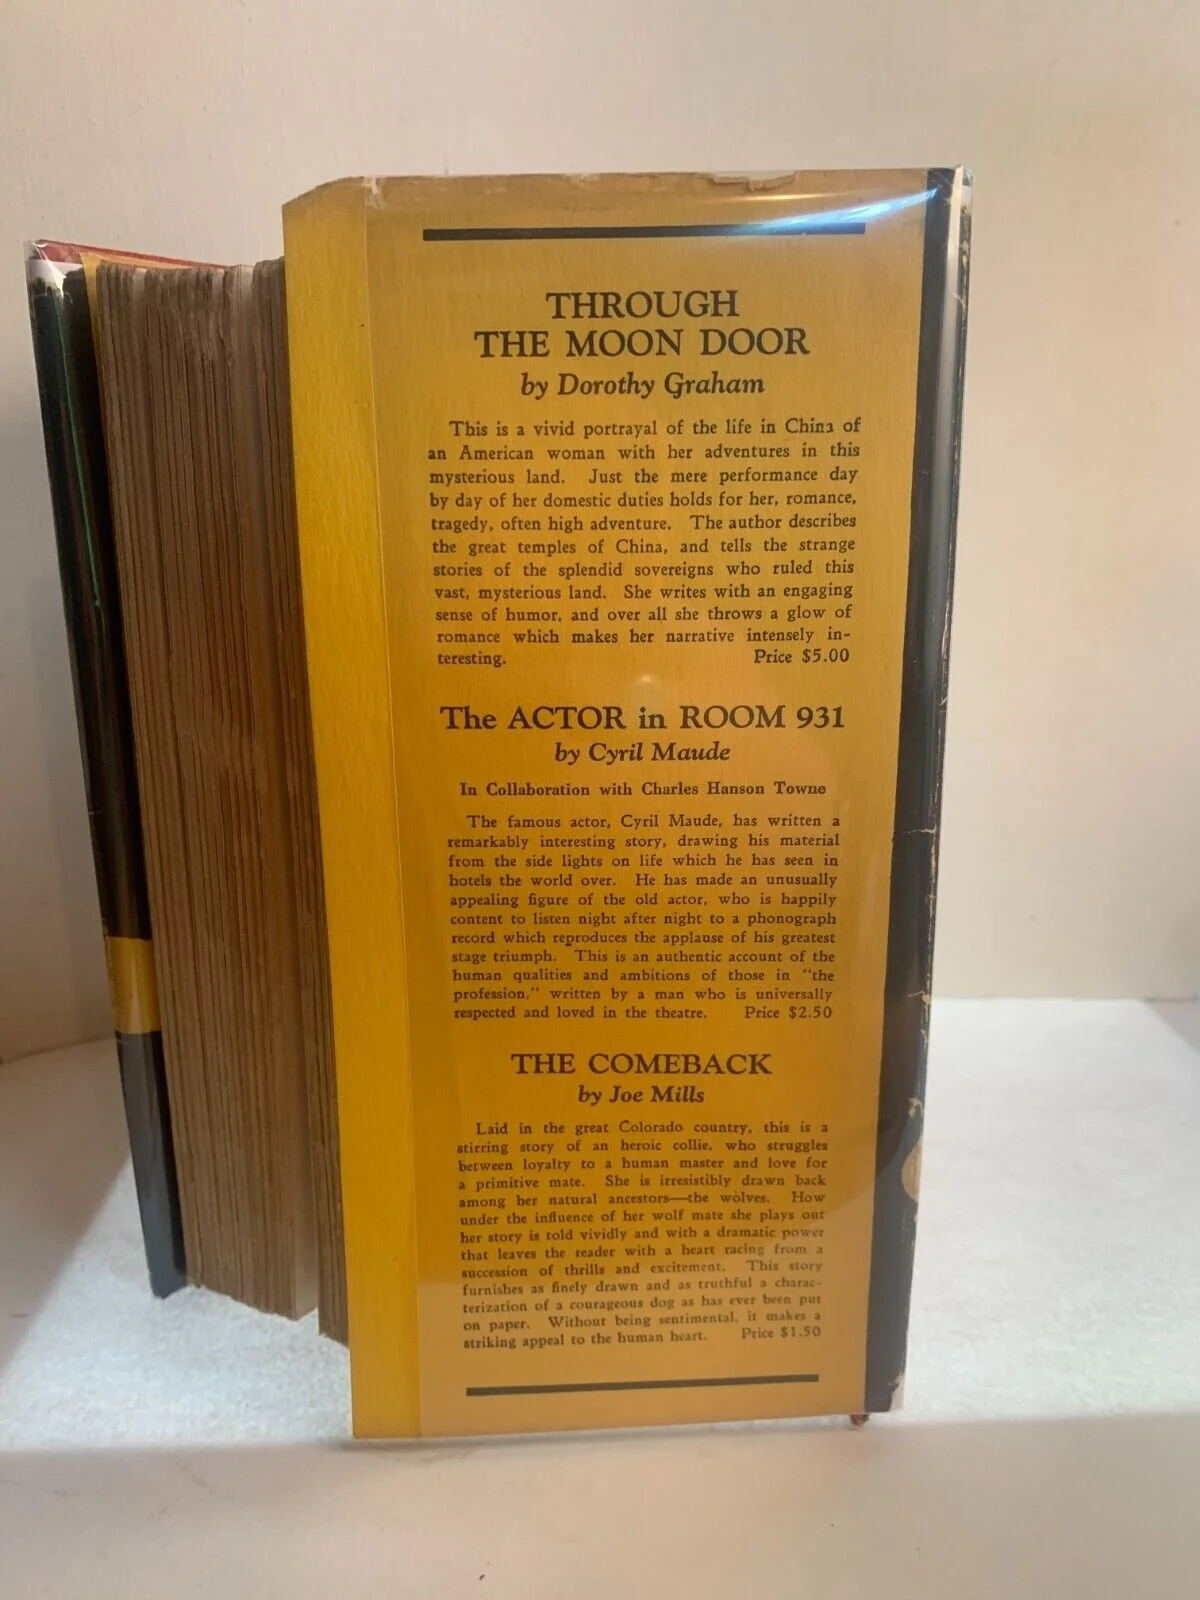 THROUGH
THE MOON DOOR
by Dorothy Graham
This is a vivid portrayal of the life in China of
an American woman with her adventures in this
mysterious land. Just the mere performance day
by day of her domestic duties holds for her, romance,
tragedy, often high adventure. The author describes
the great temples of China, and tells the strange
stories of the splendid sovereigns who ruled this
vast, mysterious land. She writes with an engaging
sense of humor, and over all she throws a glow of
romance which makes her narrative intensely in-
teresting. Price $5.00
The ACTOR in ROOM 931
by Cyril Maude
In Collaboration with Charles Hanson Towne
The famous actor, Cyril Maude, has written a
remarkably interesting story, drawing his material
from the side lights on life which he has seen in
hotels the world over. He has made an unusually
appealing figure of the old actor, who is happily
content to listen night after night to a phonograph
record which reproduces the applause of his greatest
stage triumph. This is an authentic account of the
human qualities and ambitions of those in "the
profession," written by a man who is universally
respected and loved in the theatre. Price $2.50
THE COMEBACK
by Joe Mills
Laid in the great Colorado country, this is a
stirring story of an heroic collie, who struggles
between loyalty to a human master and love for
a primitive mate. She is irresistibly drawn back
among her natural ancestors—the wolves. How
under the influence of her wolf mate she plays out
her story is told vividly and with a dramatic power
that leaves the reader with a heart racing from a
succession of thrills and excitement. This story
furnishes as finely drawn and as truthful a charac-
terization of a courageous dog as has ever been put
on paper. Without being sentimental, it makes a
striking appeal to the human heart. Price $1.50